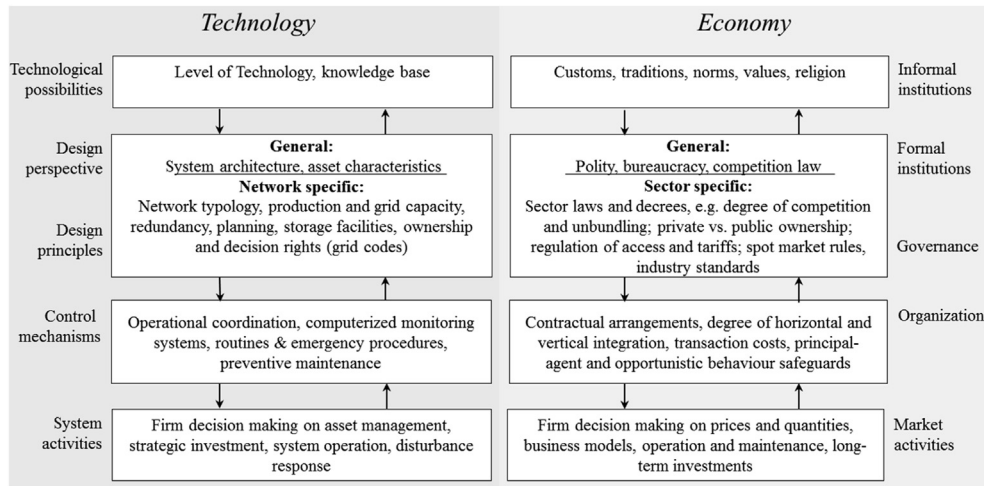 Technology
Economy
Technological
possibilities
Level of Technology, knowledge base
Customs, traditions, norms, values, religion
Informal
institutions
Design
perspective
General:
System architecture, asset characteristics
Network specific:
Network typology, production and grid capacity,
redundancy, planning, storage facilities, ownership
and decision rights (grid codes)
Design
principles
General:
Polity, bureaucracy, competition law
Sector specific:
Sector laws and decrees, e.g. degree of competition
and unbundling; private vs. public ownership;
regulation of access and tariffs; spot market rules,
industry standards
Formal
institutions
Governance
Control
mechanisms
Operational coordination, computerized monitoring
systems, routines & emergency procedures,
preventive maintenance
Contractual arrangements, degree of horizontal and
vertical integration, transaction costs, principal-
agent and opportunistic behaviour safeguards
Organization
System
activities
Firm decision making on asset management,
strategic investment, system operation, disturbance
response
Firm decision making on prices and quantities,
business models, operation and maintenance, long-
term investments
Market
activities